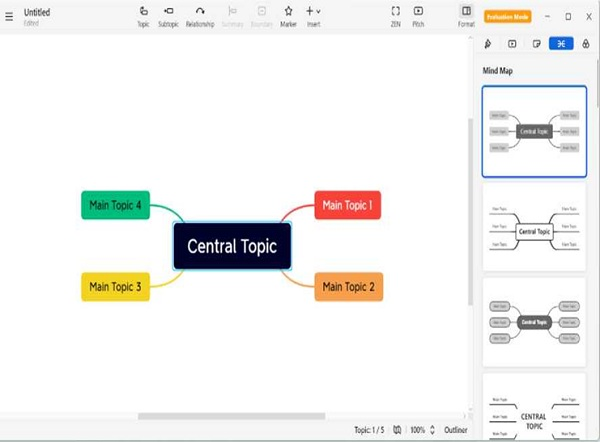 Untitled
Edited
Topic
Subtopic
Relationship
Summary
Boundary
Marker
Insert
ZEN
Pitch
Format
Evaluation Mode
Mind Map
Main Topic 4
Main Topic 1
Central Topic
Main Topic 3
Main Topic 2
Main Topic Main Topic
Main Topic Central Topic Main Topic
Main Topic Main Topic
Main Topic Main Topic
Main Topic Central Topic Main Topic
Main Topic Main Topic
Main Topic Main Topic
Main Topic Central Topic Main Topic
Main Topic Main Topic
Main Topic Main Topic
Main Topic CENTRAL TOPIC Main Topic
Topic: 1 / 5
100%
Outliner